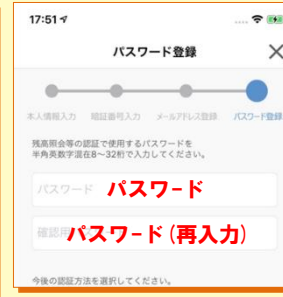 17:51
パスワード登録
本人情報入力 暗証番号入力 メールアドレス登録 パスワード登録
残高照会等の認証で使用するパスワードを
半角英数字混在8〜32桁で入力してください。
パスワード パスワード
確認用 パスワード(再入力)
今後の認証方法を選択してください。